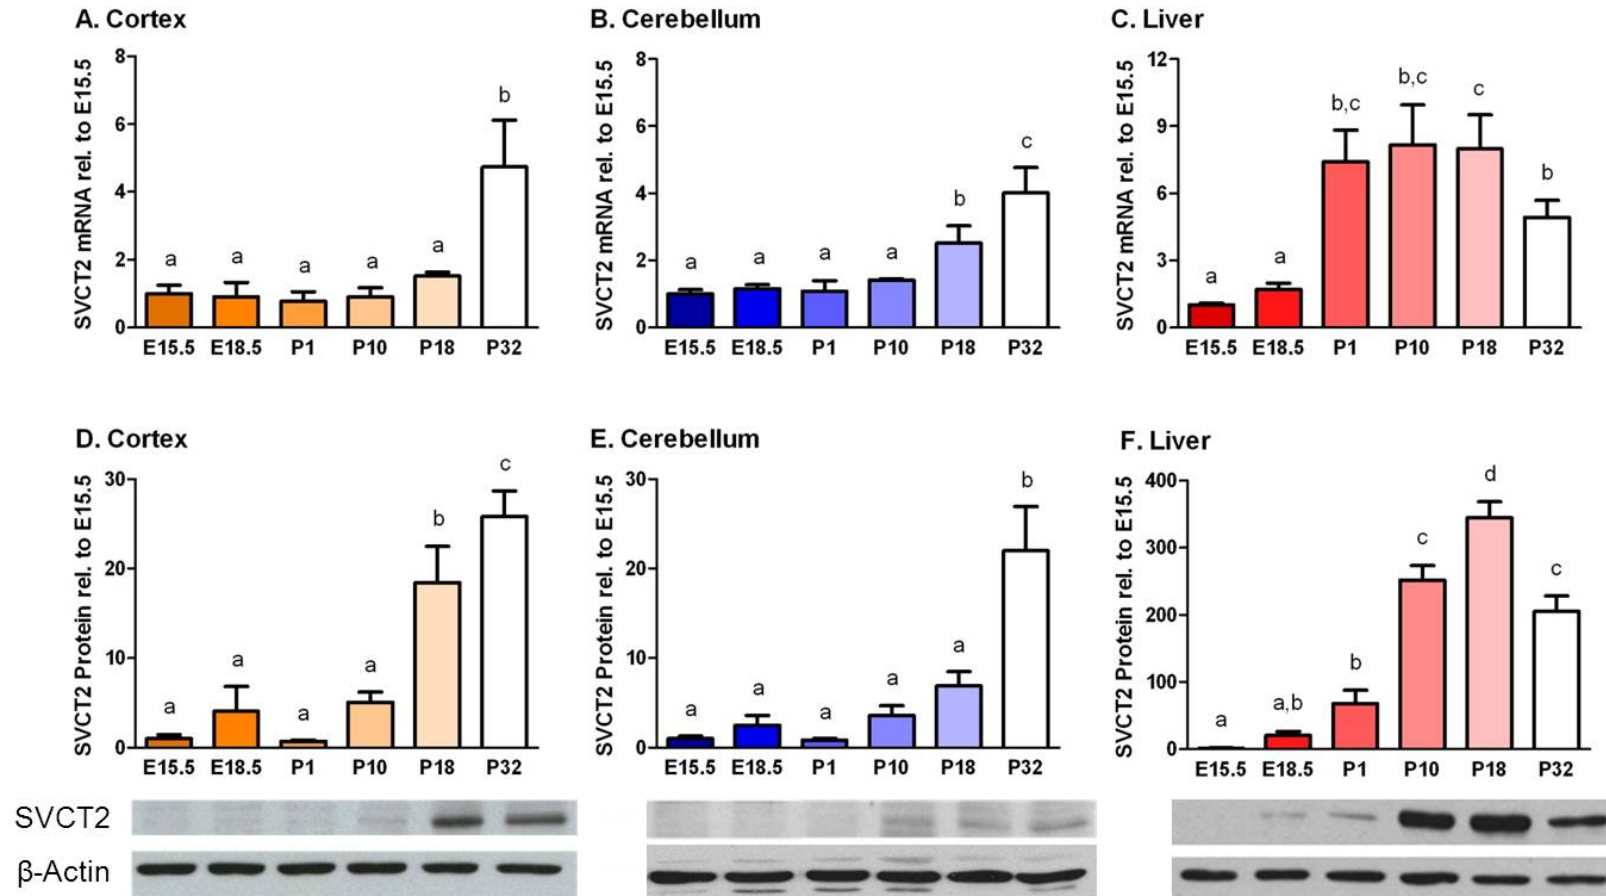 A. Cortex
SVCT2 mRNA rel. to E15.5
8
6
4
2
0
a
a
a
a
a
b
E15.5 E18.5 P1 P10 P18 P32
B. Cerebellum
SVCT2 mRNA rel. to E15.5
8
6
4
2
0
a
a
a
a
b
c
E15.5 E18.5 P1 P10 P18 P32
C. Liver
SVCT2 mRNA rel. to E15.5
12
9
6
3
0
a
a
b,c
b,c
c
b
E15.5 E18.5 P1 P10 P18 P32
D. Cortex
SVCT2 Protein rel. to E15.5
30
20
10
0
a
a
a
a
b
c
E15.5 E18.5 P1 P10 P18 P32
E. Cerebellum
SVCT2 Protein rel. to E15.5
30
20
10
0
a
a
a
a
a
b
E15.5 E18.5 P1 P10 P18 P32
F. Liver
SVCT2 Protein rel. to E15.5
400
300
200
100
0
a
a,b
b
c
d
c
E15.5 E18.5 P1 P10 P18 P32
SVCT2
β-Actin